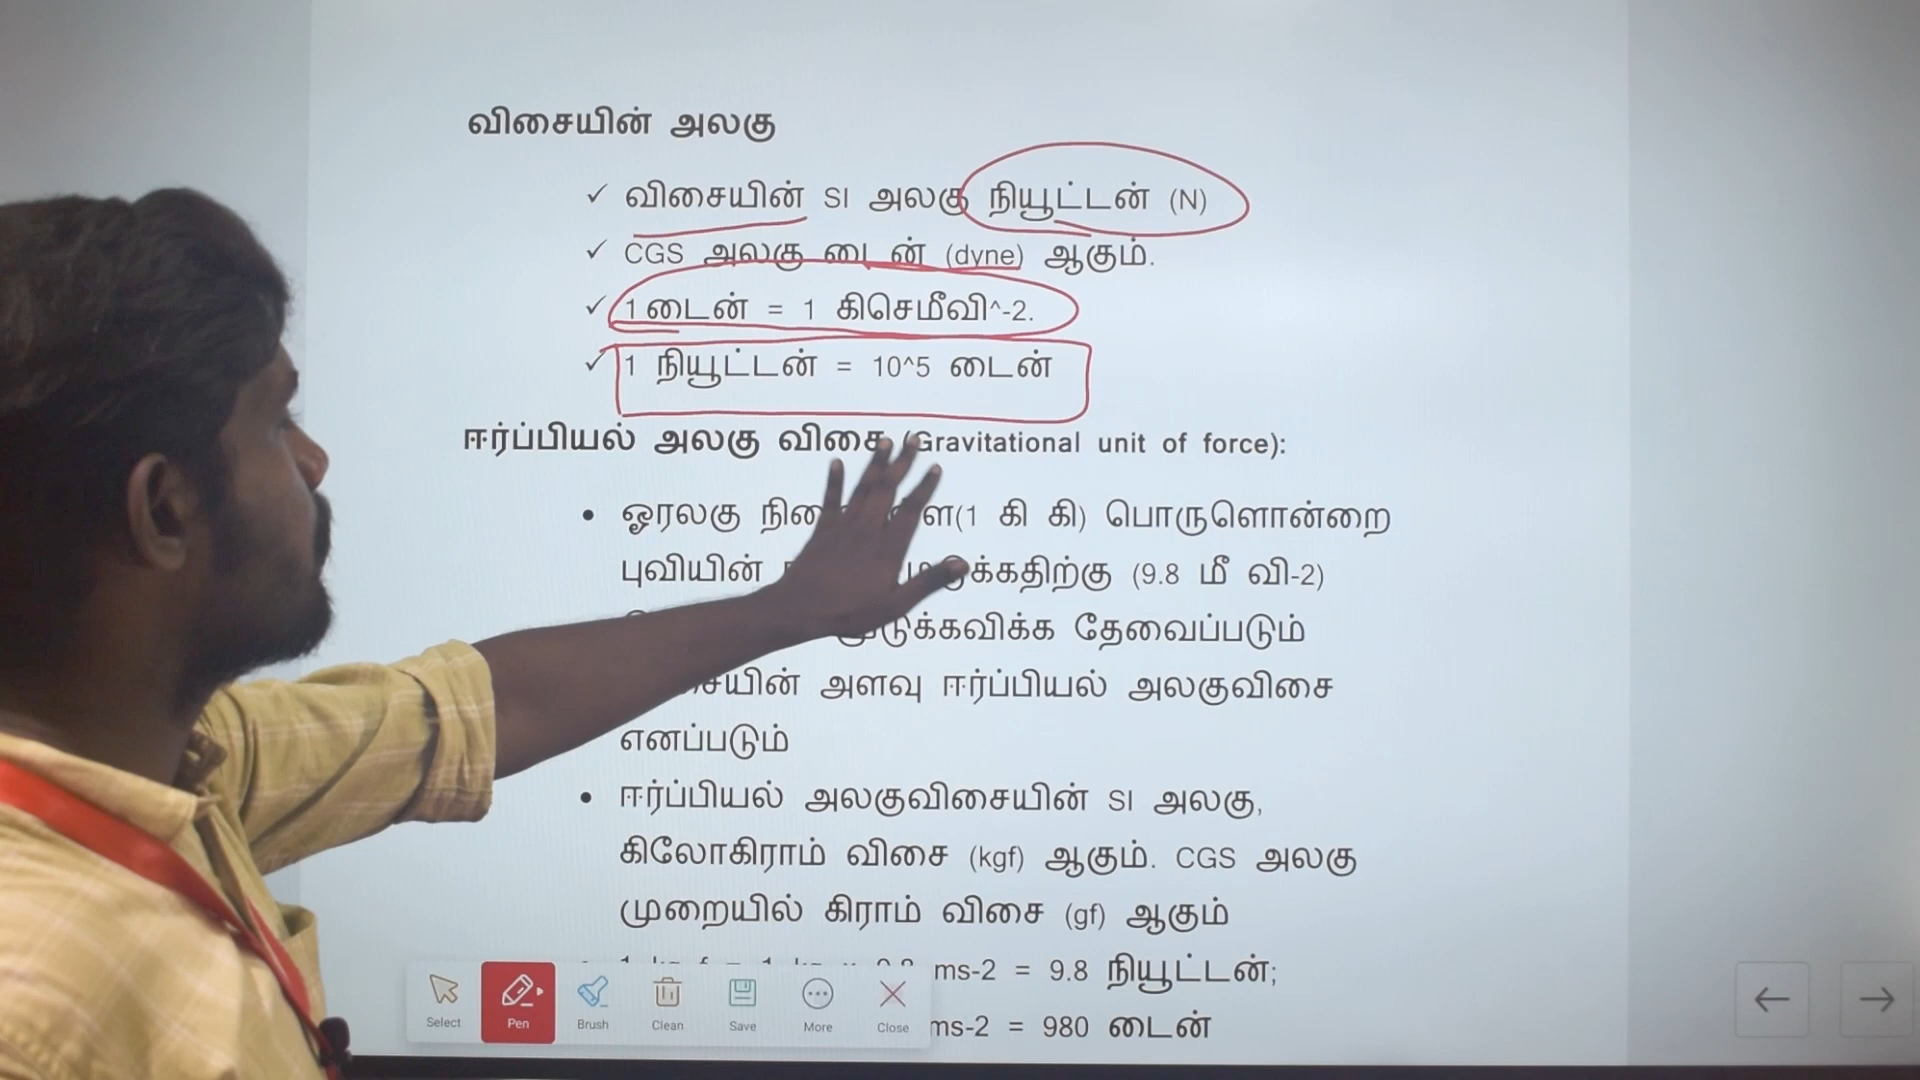 விசையின் அலகு
✓ விசையின் SI அலகு நியூட்டன் (N)
✓ CGS அலகு டைன் (dyne) ஆகும்.
✓ 1 டைன் = 1 கிசெமீவி^-2.
✓ 1 நியூட்டன் = 10^5 டைன்
ஈர்ப்பியல் அலகு விசை (Gravitational unit of force):
• ஓரலகு (1 கி கி) பொருளொன்றை
புவியின் (9.8 மீ வி-2)
தேவைப்படும்
அளவு ஈர்ப்பியல் அலகுவிசை
எனப்படும்
• ஈர்ப்பியல் அலகுவிசையின் SI அலகு,
கிலோகிராம் விசை (kgf) ஆகும். CGS அலகு
முறையில் கிராம் விசை (gf) ஆகும்
ms-2 = 9.8 நியூட்டன்;
ms-2 = 980 டைன்
Select Pen Brush Clean Save More Close